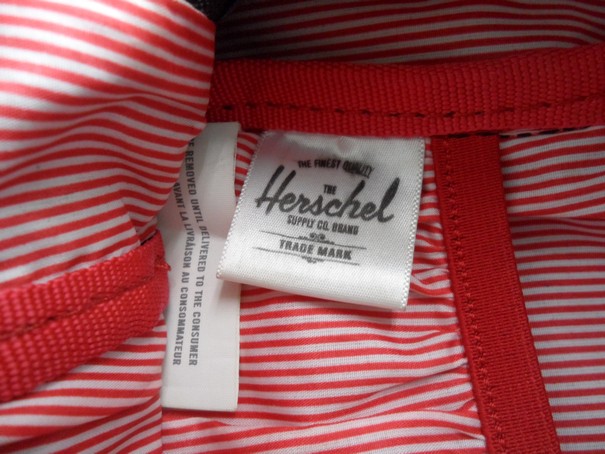 THE FINEST QUALITY
THE
Herschel
SUPPLY CO. BRAND
TRADE MARK
REMOVED UNTIL DELIVERED TO THE CONSUMER
AVANT LA LIVRAISON AU CONSOMMATEUR